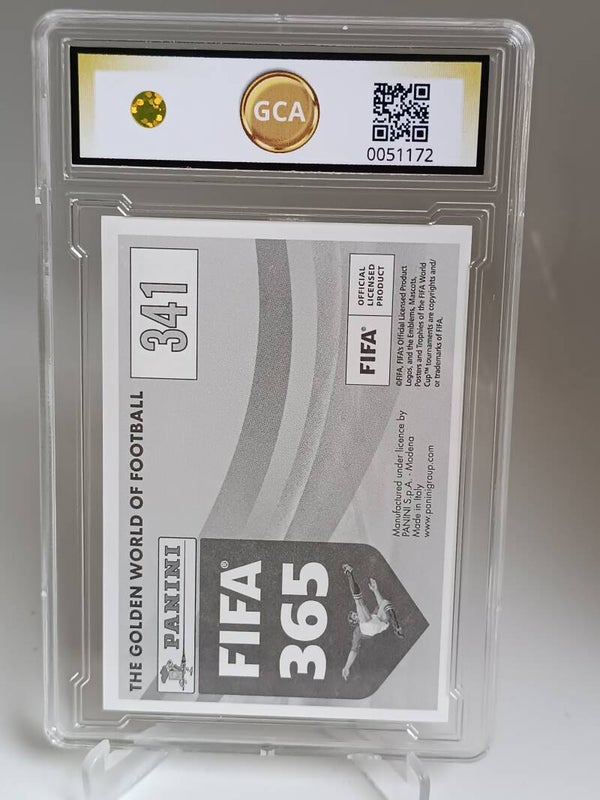 GCA
0051172
THE GOLDEN WORLD OF FOOTBALL
341
PANINI
FIFA®
365
FIFA®
OFFICIAL
LICENSED
PRODUCT
©FIFA, FIFA's Official Licensed Product
Logos, and the Emblems, Mascots,
Posters and Trophies of the FIFA World
Cup™ tournaments are copyrights and/
or trademarks of FIFA.
Manufactured under licence by
PANINI S.p.A. - Modena
Made in Italy
www.paninigroup.com